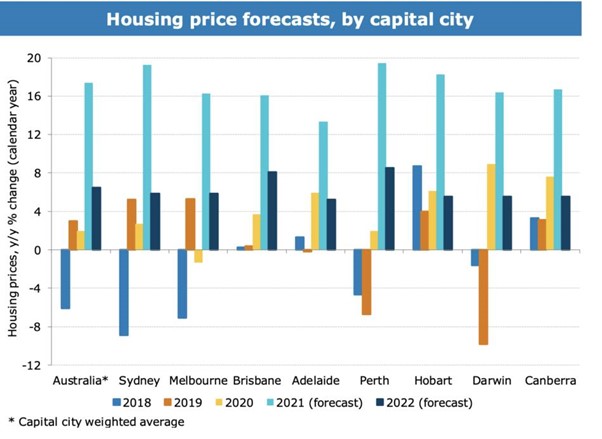 Housing price forecasts, by capital city
Housing prices, y/y % change (calendar year)
20
16
12
8
4
0
-4
-8
-12
Australia* Sydney Melbourne Brisbane Adelaide Perth Hobart Darwin Canberra
2018 2019 2020 2021 (forecast) 2022 (forecast)
* Capital city weighted average